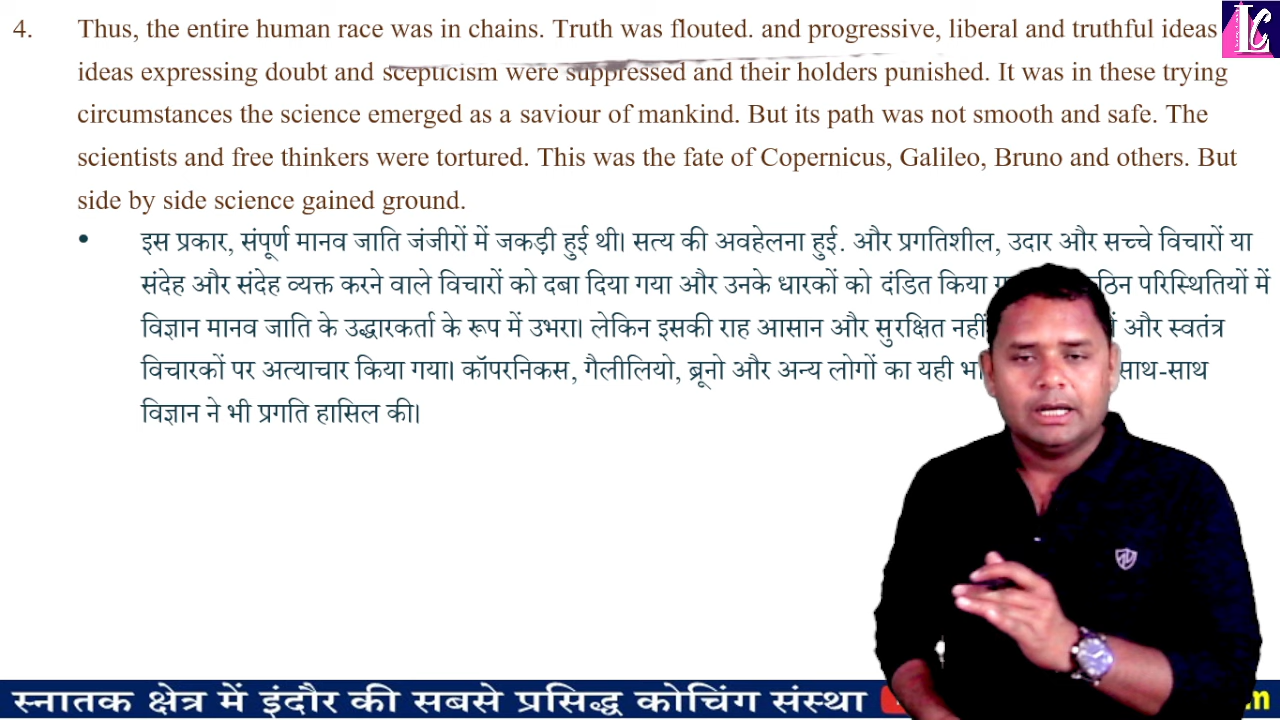 4. Thus, the entire human race was in chains. Truth was flouted. and progressive, liberal and truthful ideas
ideas expressing doubt and scepticism were suppressed and their holders punished. It was in these trying
circumstances the science emerged as a saviour of mankind. But its path was not smooth and safe. The
scientists and free thinkers were tortured. This was the fate of Copernicus, Galileo, Bruno and others. But
side by side science gained ground.
• इस प्रकार, संपूर्ण मानव जाति जंजीरों में जकड़ी हुई थी। सत्य की अवहेलना हुई. और प्रगतिशील, उदार और सच्चे विचारों या
संदेह और संदेह व्यक्त करने वाले विचारों को दबा दिया गया और उनके धारकों को दंडित किया परिस्थितियों में
विज्ञान मानव जाति के उद्धारकर्ता के रूप में उभरा। लेकिन इसकी राह आसान और सुरक्षित नहीं और स्वतंत्र
विचारकों पर अत्याचार किया गया। कॉपरनिकस, गैलीलियो, ब्रूनो और अन्य लोगों का यही साथ-साथ
विज्ञान ने भी प्रगति हासिल की।
स्नातक क्षेत्र में इंदौर की सबसे प्रसिद्ध कोचिंग संस्था